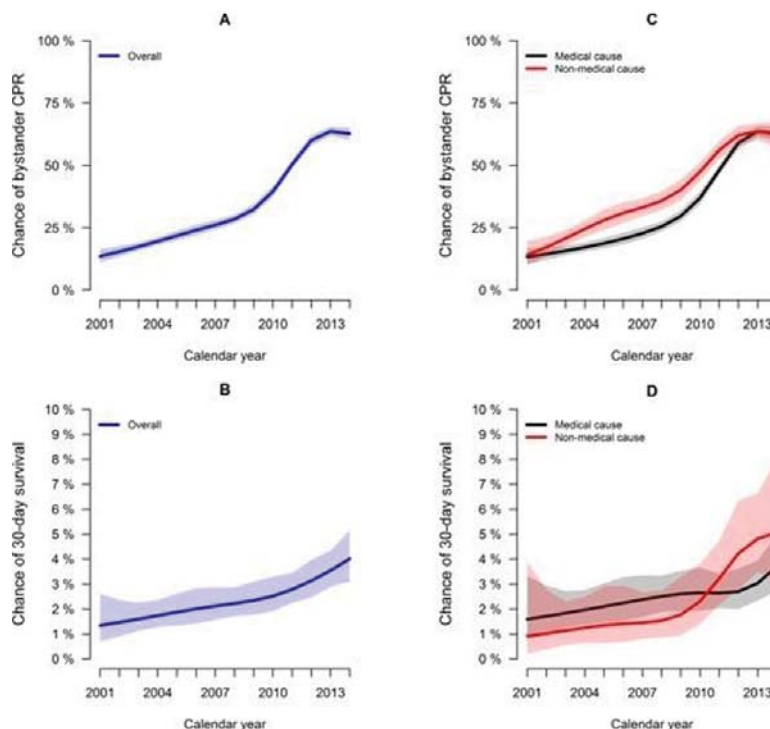 A
100 %
75 %
50 %
25 %
0 %
Chance of bystander CPR
Overall
2001 2004 2007 2010 2013
Calendar year
C
100 %
75 %
50 %
25 %
0 %
Chance of bystander CPR
Medical cause
Non-medical cause
2001 2004 2007 2010 2013
Calendar year
B
10 %
9 %
8 %
7 %
6 %
5 %
4 %
3 %
2 %
1 %
0 %
Chance of 30-day survival
Overall
2001 2004 2007 2010 2013
Calendar year
D
10 %
9 %
8 %
7 %
6 %
5 %
4 %
3 %
2 %
1 %
0 %
Chance of 30-day survival
Medical cause
Non-medical cause
2001 2004 2007 2010 2013
Calendar year